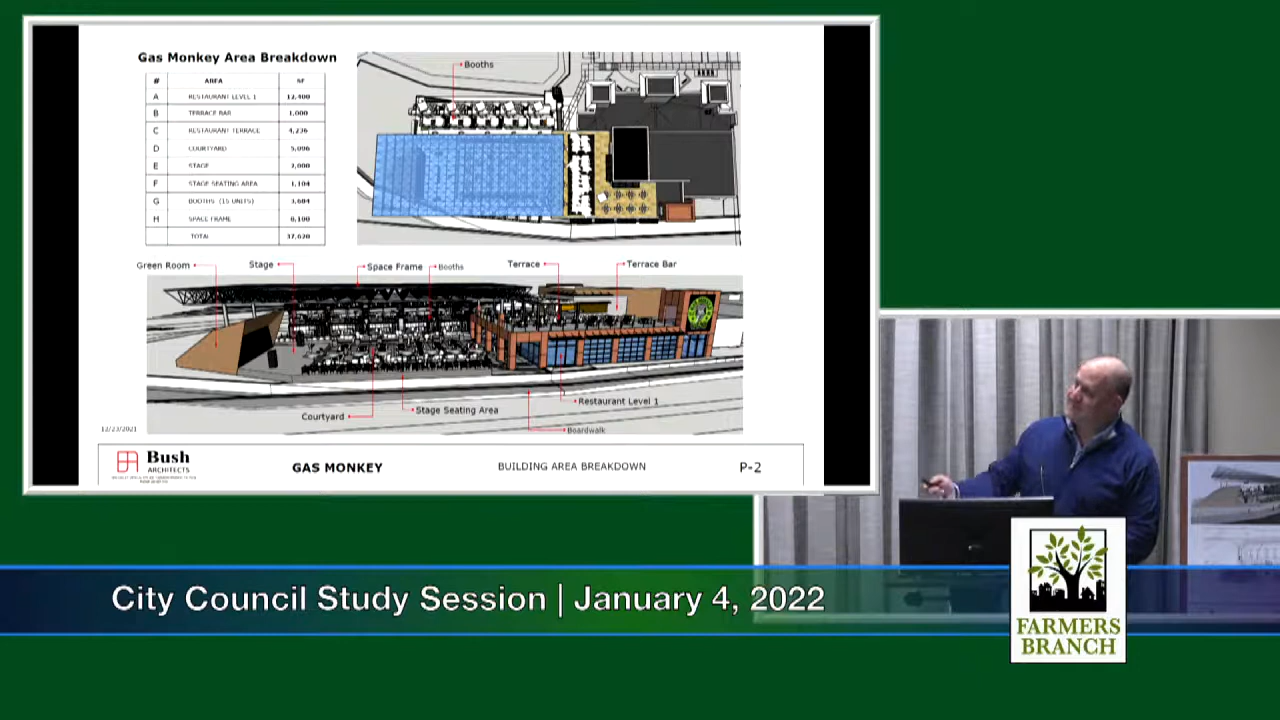 Gas Monkey Area Breakdown
# AREA SF
A RESTAURANT LEVEL 1 12,400
B TERRACE BAR 1,000
C RESTAURANT TERRACE 4,236
D COURTYARD 5,096
E STAGE 2,000
F STAGE SEATING AREA 1,104
G BOOTHS (15 UNITS) 3,684
H SPACE FRAME 8,100
TOTAL 37,620
Booths
Green Room
Stage
Space Frame
Booths
Terrace
Terrace Bar
Courtyard
Stage Seating Area
Restaurant Level 1
Boardwalk
12/23/2021
Bush
ARCHITECTS
GAS MONKEY
BUILDING AREA BREAKDOWN
P-2
City Council Study Session | January 4, 2022
FARMERS
BRANCH